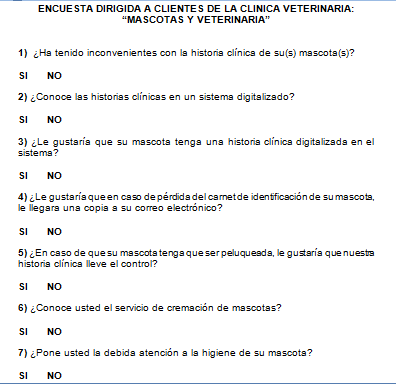 ENCUESTA DIRIGIDA A CLIENTES DE LA CLINICA VETERINARIA:
“MASCOTAS Y VETERINARIA”
1) ¿Ha tenido inconvenientes con la historia clínica de su(s) mascota(s)?
SI NO
2) ¿Conoce las historias clínicas en un sistema digitalizado?
SI NO
3) ¿Le gustaría que su mascota tenga una historia clínica digitalizada en el
sistema?
SI NO
4) ¿Le gustaría que en caso de pérdida del carnet de identificación de su mascota,
le llegara una copia a su correo electrónico?
SI NO
5) ¿En caso de que su mascota tenga que ser peluqueada, le gustaría que nuestra
historia clínica lleve el control?
SI NO
6) ¿Conoce usted el servicio de cremación de mascotas?
SI NO
7) ¿Pone usted la debida atención a la higiene de su mascota?
SI NO